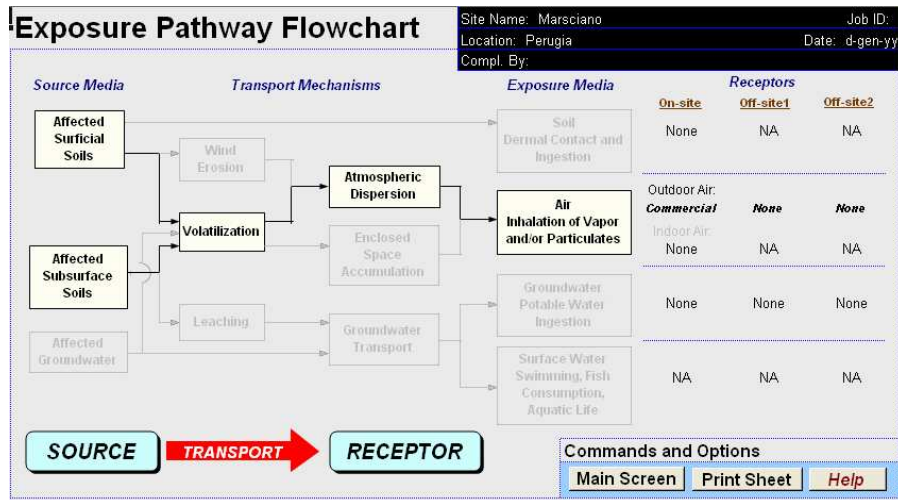 Exposure Pathway Flowchart
Site Name: Marsciano Job ID:
Location: Perugia Date: d-gen-yy
Compl. By:
Source Media
Transport Mechanisms
Exposure Media
Receptors
On-site Off-site1 Off-site2
Affected
Surficial
Soils
Wind
Erosion
Atmospheric
Dispersion
Soil
Dermal Contact and
Ingestion
None NA NA
Volatilization
Air
Inhalation of Vapor
and/or Particulates
Outdoor Air:
Commercial None None
Indoor Air:
None NA NA
Affected
Subsurface
Soils
Enclosed
Space
Accumulation
Leaching
Groundwater
Transport
Groundwater
Potable Water
Ingestion
None None None
Affected
Groundwater
Surface Water
Swimming, Fish
Consumption,
Aquatic Life
NA NA NA
SOURCE
TRANSPORT
RECEPTOR
Commands and Options
Main Screen Print Sheet Help